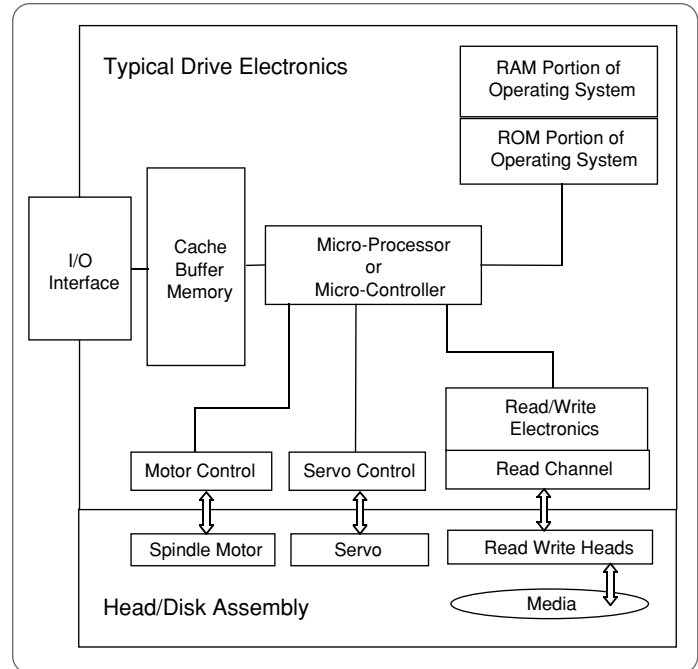 Typical Drive Electronics
RAM Portion of
Operating System
ROM Portion of
Operating System
I/O
Interface
Cache
Buffer
Memory
Micro-Processor
or
Micro-Controller
Read/Write
Electronics
Motor Control
Servo Control
Read Channel
Spindle Motor
Servo
Read Write Heads
Head/Disk Assembly
Media